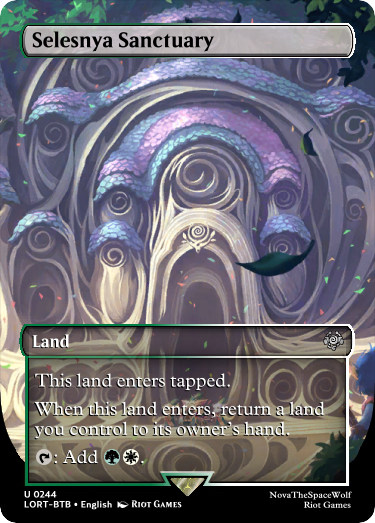 Selesnya Sanctuary
Land
This land enters tapped.
When this land enters, return a land
you control to its owner's hand.
: Add .
U 0244
LORT-BTB • English RIOT GAMES
NovaTheSpaceWolf
Riot Games